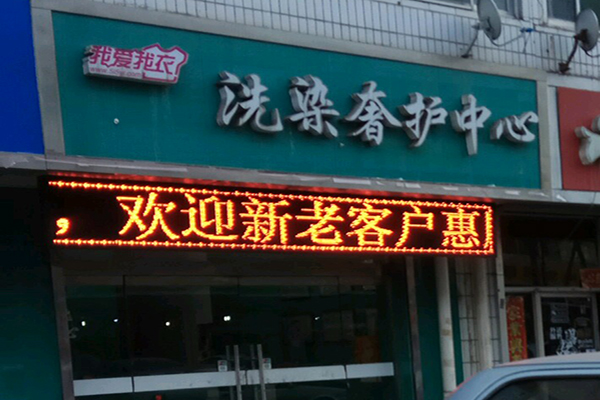 我爱我衣
洗染奢护中心
，欢迎新老客户惠